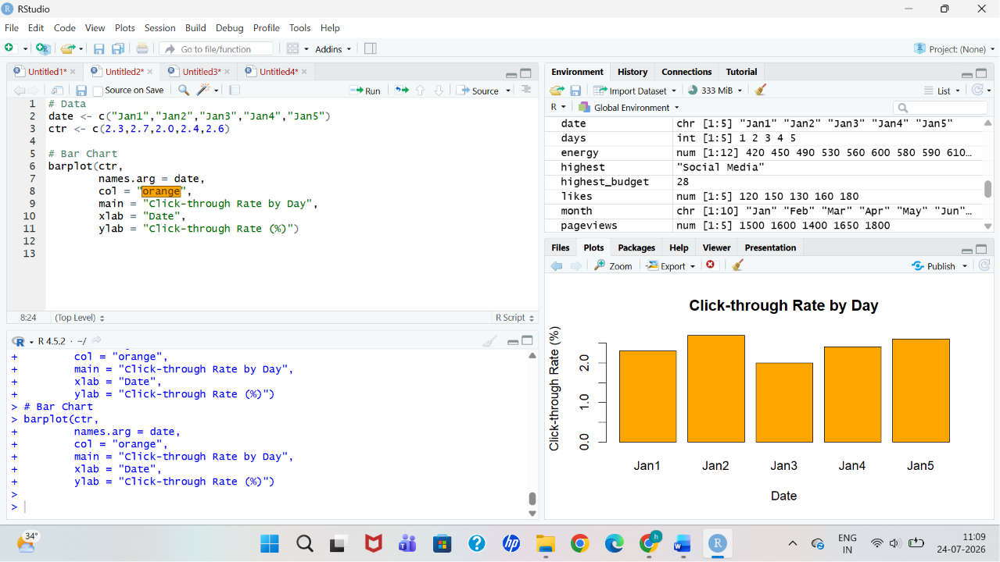 RStudio
File Edit Code View Plots Session Build Debug Profile Tools Help
Go to file/function Addins Project: (None)
Untitled1* Untitled2* Untitled3* Untitled4*
Source on Save Run Source
1 # Data
2 date <- c("Jan1","Jan2","Jan3","Jan4","Jan5")
3 ctr <- c(2.3,2.7,2.0,2.4,2.6)
4
5 # Bar Chart
6 barplot(ctr,
7 names.arg = date,
8 col = "orange",
9 main = "Click-through Rate by Day",
10 xlab = "Date",
11 ylab = "Click-through Rate (%)")
12
13
8:24 (Top Level) R Script
R 4.5.2 · ~/
+ col = "orange",
+ main = "Click-through Rate by Day",
+ xlab = "Date",
+ ylab = "Click-through Rate (%)")
> # Bar Chart
> barplot(ctr,
+ names.arg = date,
+ col = "orange",
+ main = "Click-through Rate by Day",
+ xlab = "Date",
+ ylab = "Click-through Rate (%)")
>
>
Environment History Connections Tutorial
Import Dataset 333 MiB List
R Global Environment
date chr [1:5] "Jan1" "Jan2" "Jan3" "Jan4" "Jan5"
days int [1:5] 1 2 3 4 5
energy num [1:12] 420 450 490 530 560 600 580 590 610...
highest "Social Media"
highest_budget 28
likes num [1:5] 120 150 130 160 180
month chr [1:10] "Jan" "Feb" "Mar" "Apr" "May" "Jun"...
pageviews num [1:5] 1500 1600 1400 1650 1800
Files Plots Packages Help Viewer Presentation
Zoom Export Publish
Click-through Rate by Day
Click-through Rate (%)
2.0
1.0
0.0
Jan1 Jan2 Jan3 Jan4 Jan5
Date
34°
ENG
IN
11:09
24-07-2026